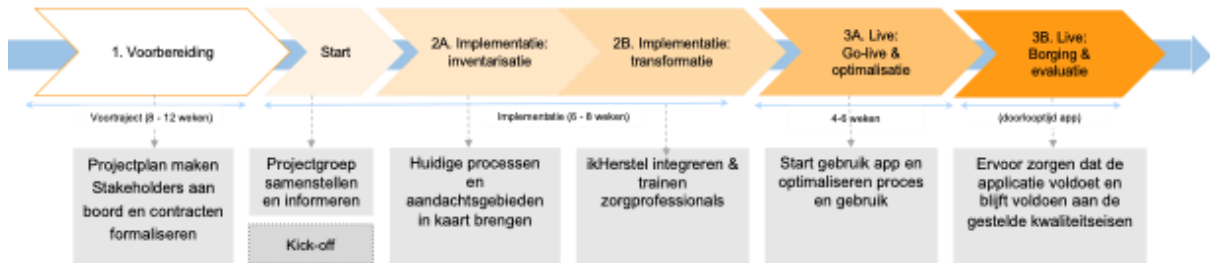 1. Voorbereiding
Start
2A. Implementatie:
inventarisatie
2B. Implementatie:
transformatie
3A. Live:
Go-live &
optimalisatie
3B. Live:
Borging &
evaluatie
Voortraject (8 - 12 weken)
Implementatie (6 - 8 weken)
4-6 weken
(doorlooptijd app)
Projectplan maken
Stakeholders aan
boord en contracten
formaliseren
Projectgroep
samenstellen
en informeren
Kick-off
Huidige processen
en
aandachtsgebieden
in kaart brengen
ikHerstel integreren &
trainen
zorgprofessionals
Start gebruik app en
optimaliseren proces
en gebruik
Ervoor zorgen dat de
applicatie voldoet en
blijft voldoen aan de
gestelde kwaliteitseisen